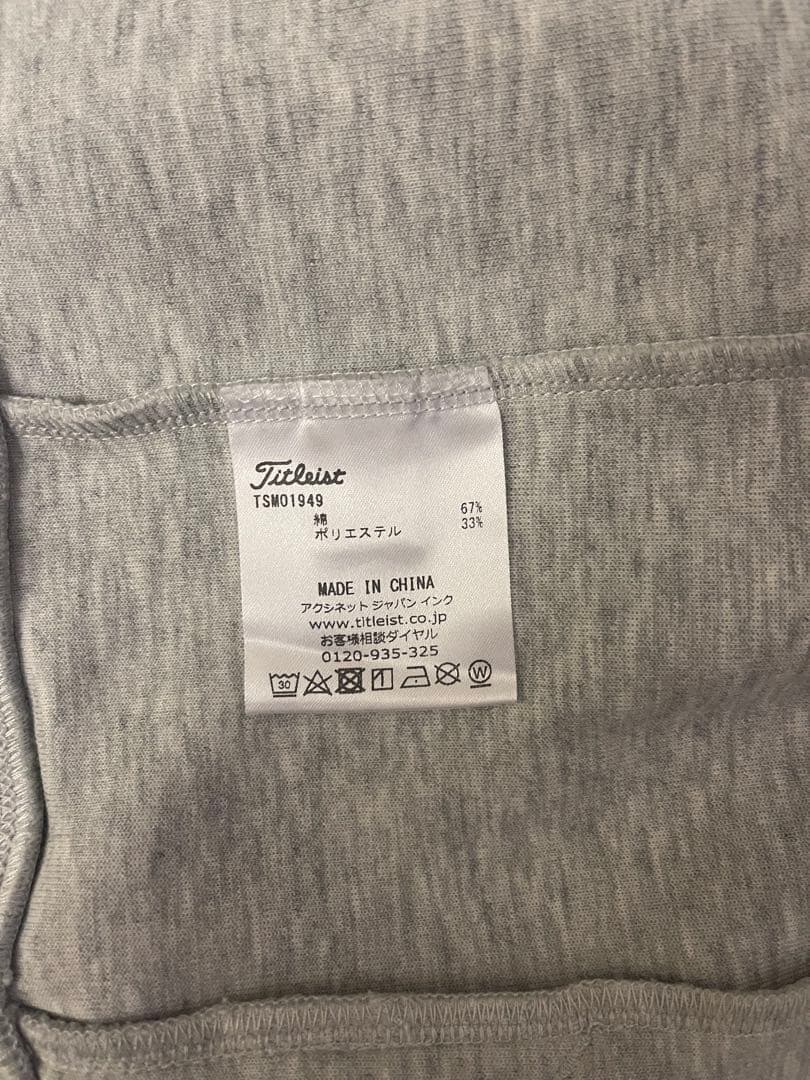 Titleist
TSM01949
綿 67%
ポリエステル 33%
MADE IN CHINA
アクシネット ジャパン インク
www.titleist.co.jp
お客様相談ダイヤル
0120-935-325
30 W